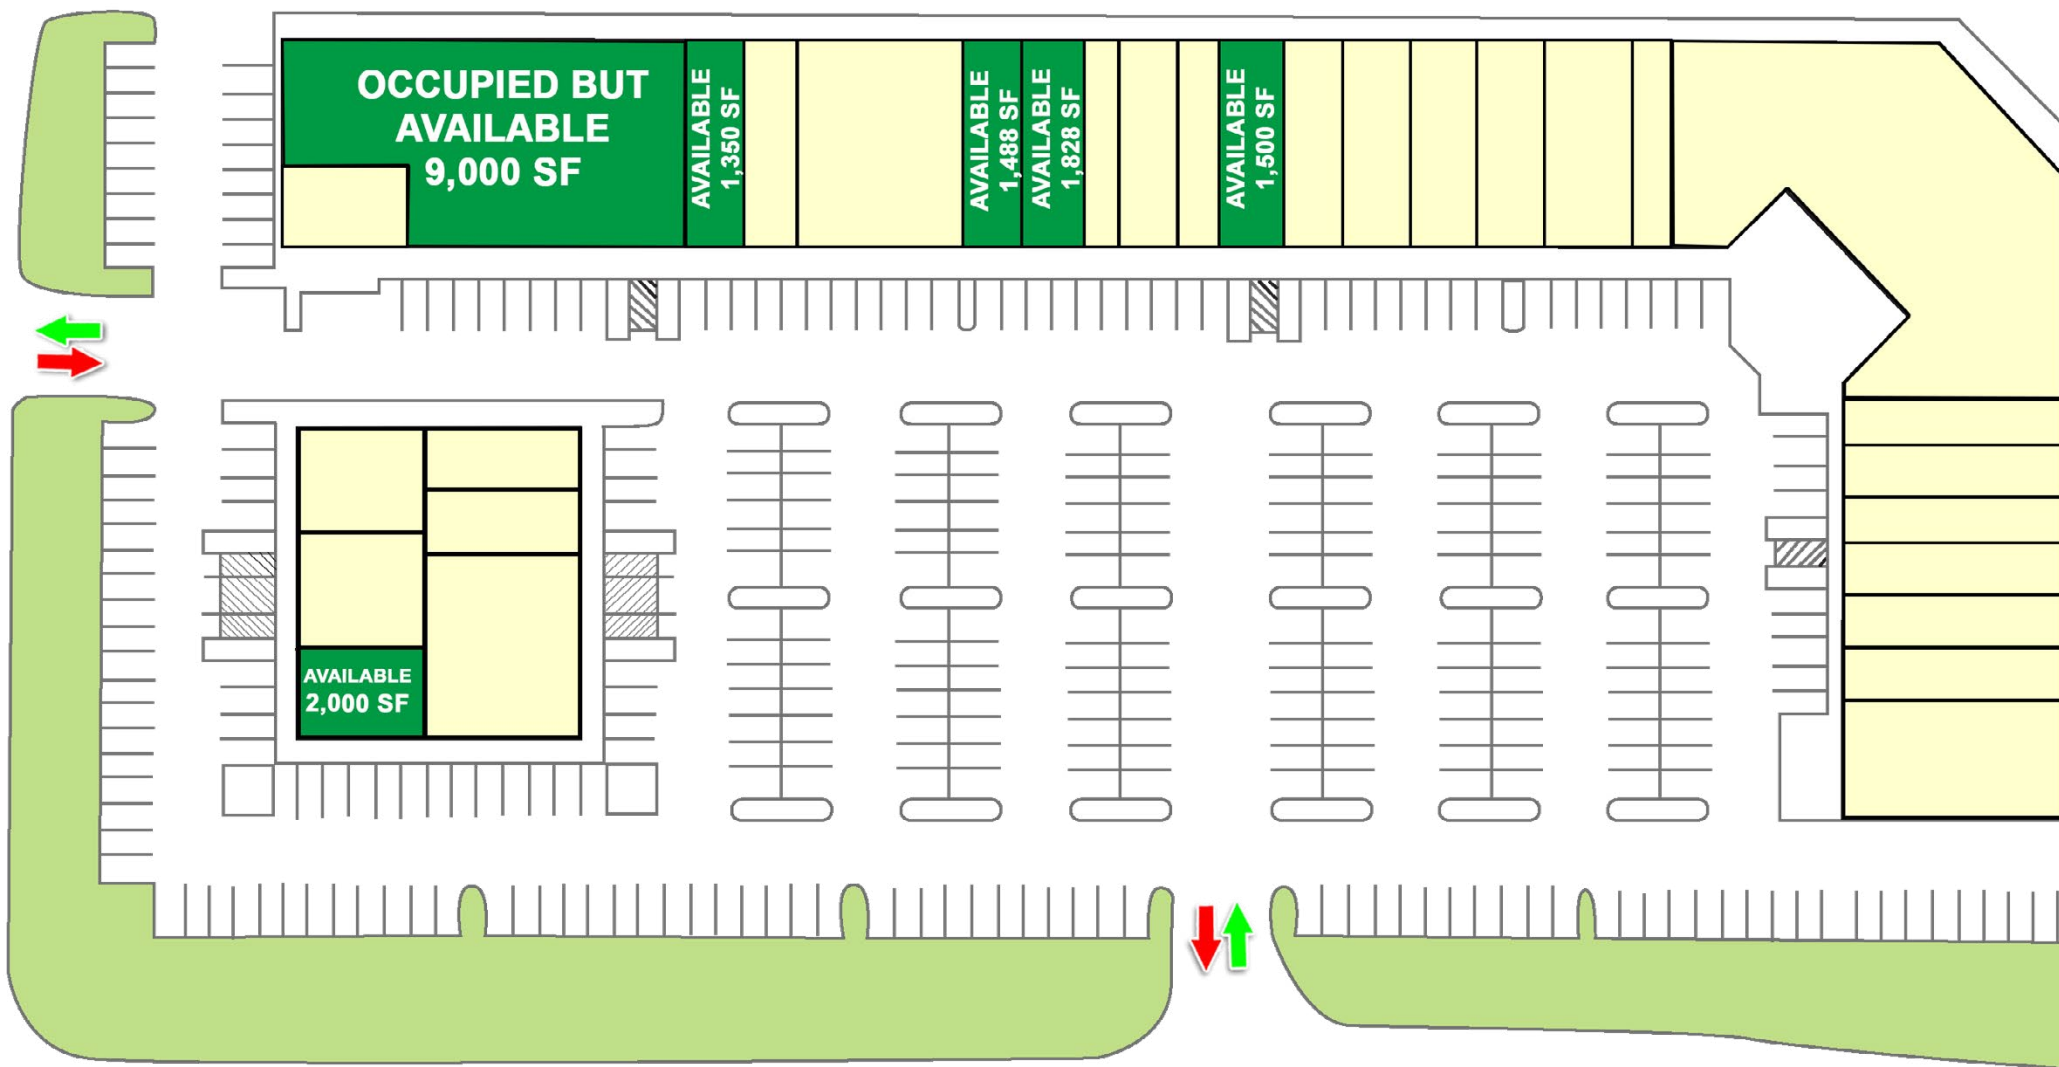 OCCUPIED BUT
AVAILABLE
9,000 SF
AVAILABLE
1,350 SF
AVAILABLE
1,488 SF
AVAILABLE
1,828 SF
AVAILABLE
1,500 SF
AVAILABLE
2,000 SF